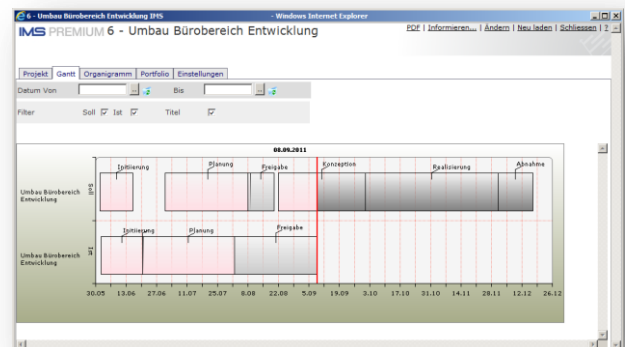 6 - Umbau Bürobereich Entwicklung IMS - Windows Internet Explorer
IMS PREMIUM 6 - Umbau Bürobereich Entwicklung
PDF | Informieren... | Ändern | Neu laden | Schliessen | ?
Projekt Gantt Organigramm Portfolio Einstellungen
Datum Von ... Bis ...
Filter Soll Ist Titel
08.09.2011
Initiierung Planung Freigabe Konzeption Realisierung Abnahme
Umbau Bürobereich
Entwicklung
Soll
Initiierung Planung Freigabe
Umbau Bürobereich
Entwicklung
Ist
30.05 13.06 27.06 11.07 25.07 8.08 22.08 5.09 19.09 3.10 17.10 31.10 14.11 28.11 12.12 26.12